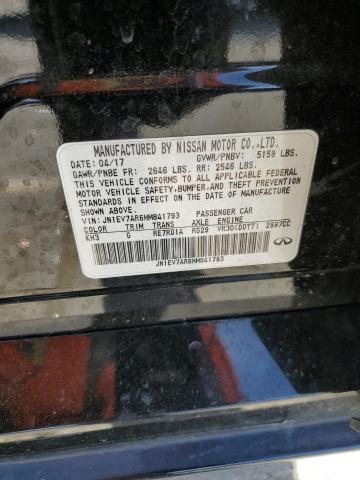 MANUFACTURED BY NISSAN MOTOR CO.,LTD.
DATE: 04/17 GVWR/PNBV: 5159 LBS.
GAWR/PNBE FR: 2646 LBS. RR: 2546 LBS.
THIS VEHICLE CONFORMS TO ALL APPLICABLE FEDERAL
MOTOR VEHICLE SAFETY,BUMPER,AND THEFT PREVENTION
STANDARDS IN EFFECT ON THE DATE OF MANUFACTURE
SHOWN ABOVE.
VIN: JN1EV7AR6HM841793 PASSENGER CAR
COLOR TRIM TRANS AXLE ENGINE
KH3 G RE7R01A RG29 VR30(DDTT) 2997CC
JN1EV7AR6HM841793